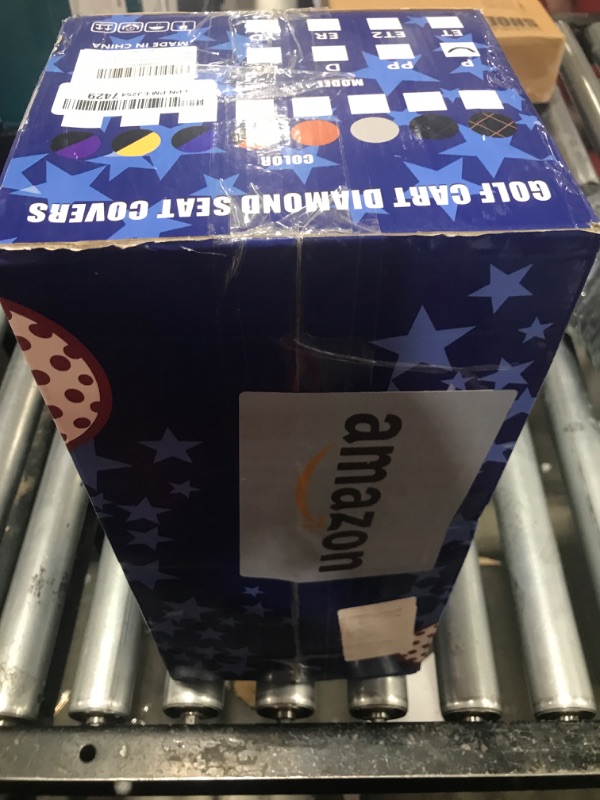 GOLF CART DIAMOND SEAT COVERS
COLOR
MODEL
P PP D
ET ET2 ER
MADE IN CHINA
7429
amazon